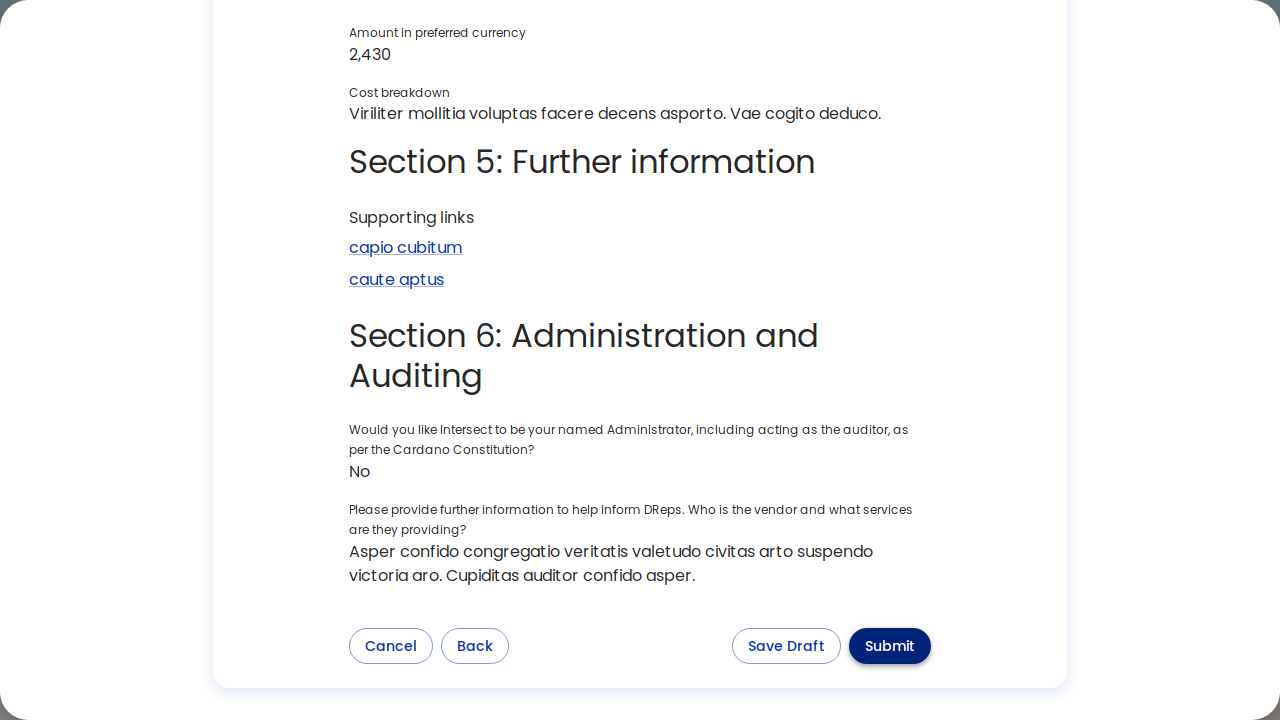 Amount in preferred currency
2,430
Cost breakdown
Viriliter mollitia voluptas facere decens asporto. Vae cogito deduco.
Section 5: Further information
Supporting links
capio cubitum
caute aptus
Section 6: Administration and
Auditing
Would you like Intersect to be your named Administrator, including acting as the auditor, as
per the Cardano Constitution?
No
Please provide further information to help inform DReps. Who is the vendor and what services
are they providing?
Asper confido congregatio veritatis valetudo civitas arto suspendo
victoria aro. Cupiditas auditor confido asper.
Cancel Back Save Draft Submit